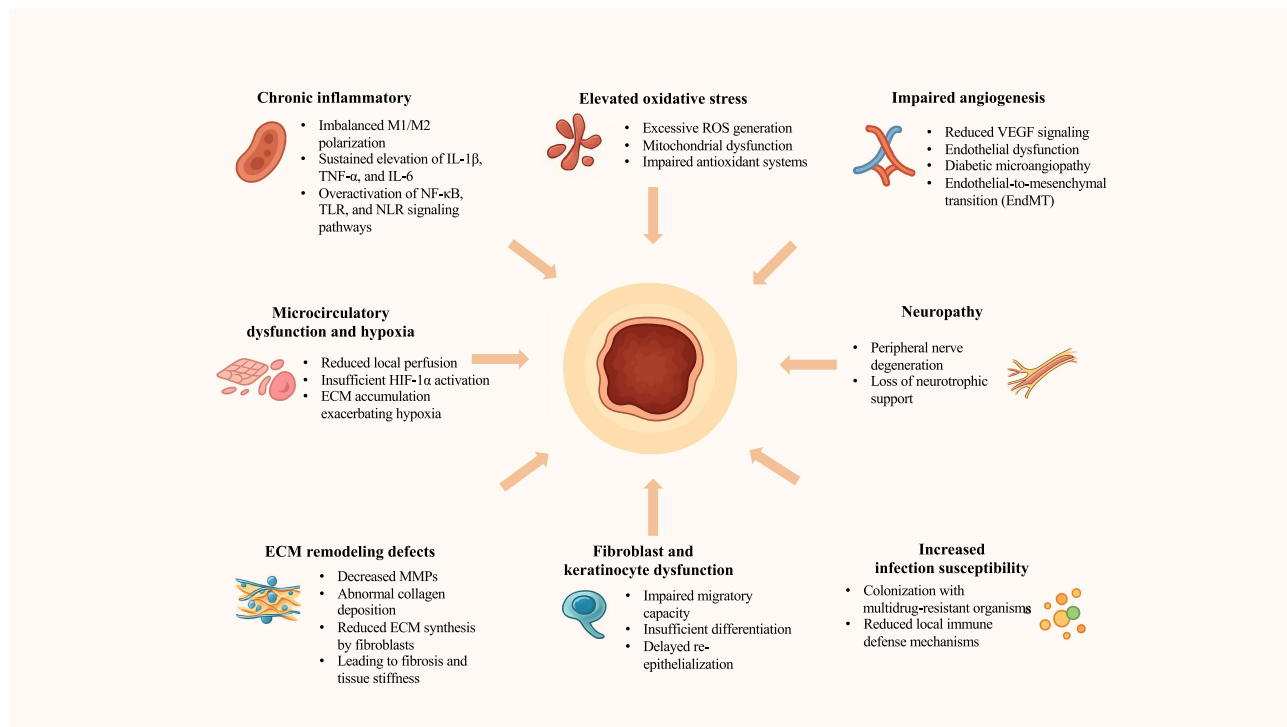 Chronic inflammatory
• Imbalanced M1/M2
polarization
• Sustained elevation of IL-1β,
TNF-α, and IL-6
• Overactivation of NF-κB,
TLR, and NLR signaling
pathways
Elevated oxidative stress
• Excessive ROS generation
• Mitochondrial dysfunction
• Impaired antioxidant systems
Impaired angiogenesis
• Reduced VEGF signaling
• Endothelial dysfunction
• Diabetic microangiopathy
• Endothelial-to-mesenchymal
transition (EndMT)
Microcirculatory
dysfunction and hypoxia
• Reduced local perfusion
• Insufficient HIF-1α activation
• ECM accumulation
exacerbating hypoxia
Neuropathy
• Peripheral nerve
degeneration
• Loss of neurotrophic
support
ECM remodeling defects
• Decreased MMPs
• Abnormal collagen
deposition
• Reduced ECM synthesis
by fibroblasts
• Leading to fibrosis and
tissue stiffness
Fibroblast and
keratinocyte dysfunction
• Impaired migratory
capacity
• Insufficient differentiation
• Delayed re-
epithelialization
Increased
infection susceptibility
• Colonization with
multidrug-resistant organisms
• Reduced local immune
defense mechanisms